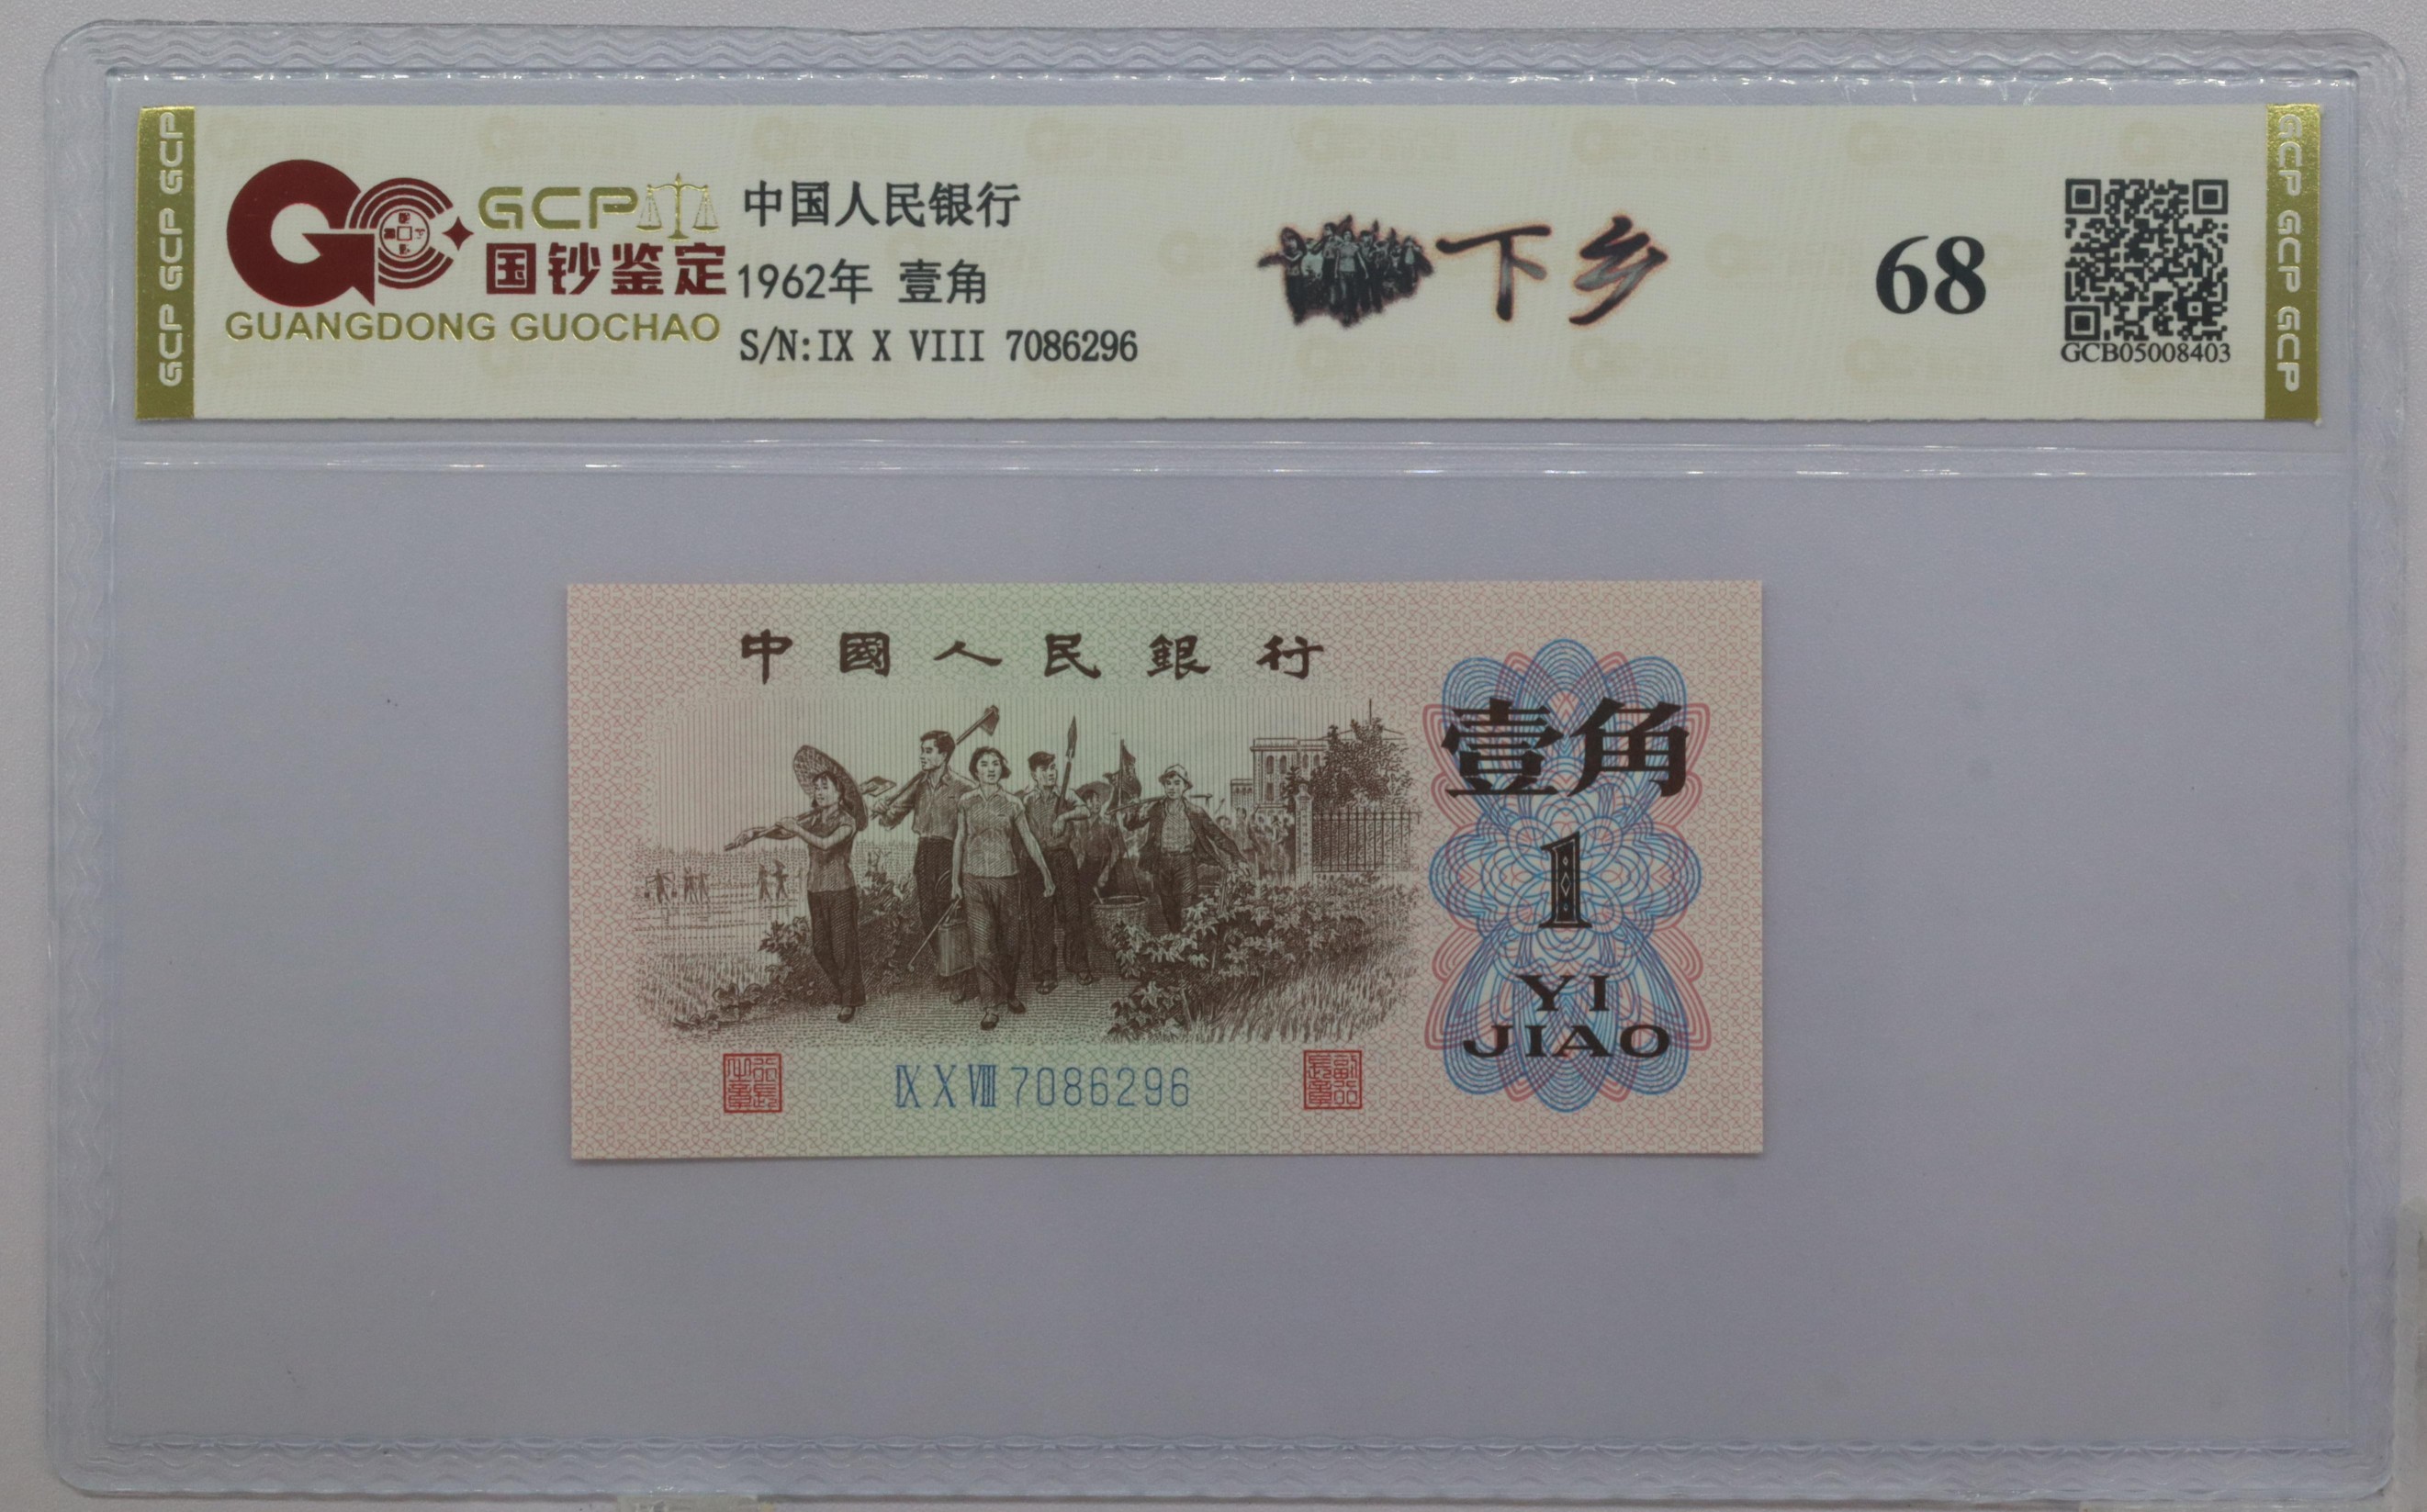 GCP GCP GCP
GCP
国钞鉴定
GUANGDONG GUOCHAO
中国人民银行
1962年 壹角
S/N:IX X VIII 7086296
下乡
68
GCB05008403
GCP GCP GCP
中國人民銀行
壹角
1
YI
JIAO
IX X VIII 7086296